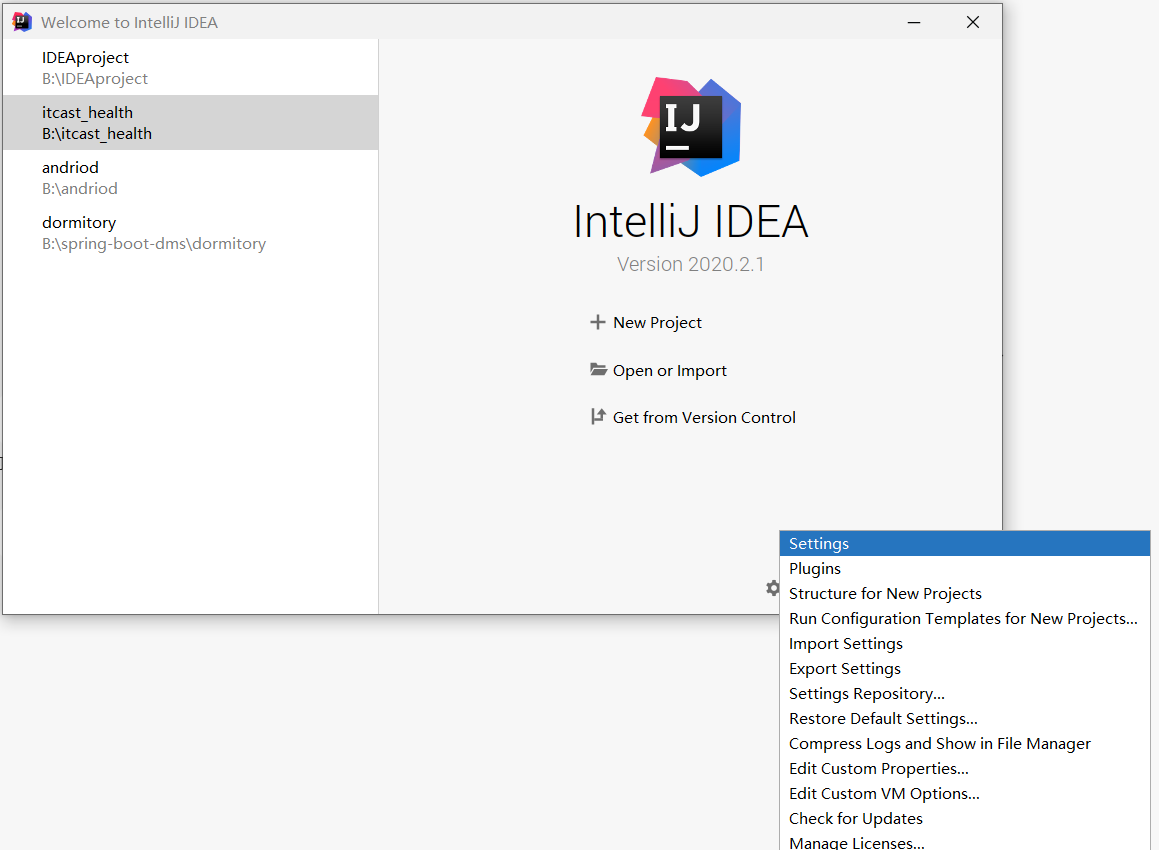 Welcome to IntelliJ IDEA
IDEAproject
B:\IDEAproject
itcast_health
B:\itcast_health
andriod
B:\andriod
dormitory
B:\spring-boot-dms\dormitory
IJ
IntelliJ IDEA
Version 2020.2.1
New Project
Open or Import
Get from Version Control
Settings
Plugins
Structure for New Projects
Run Configuration Templates for New Projects...
Import Settings
Export Settings
Settings Repository...
Restore Default Settings...
Compress Logs and Show in File Manager
Edit Custom Properties...
Edit Custom VM Options...
Check for Updates
Manage Licenses...